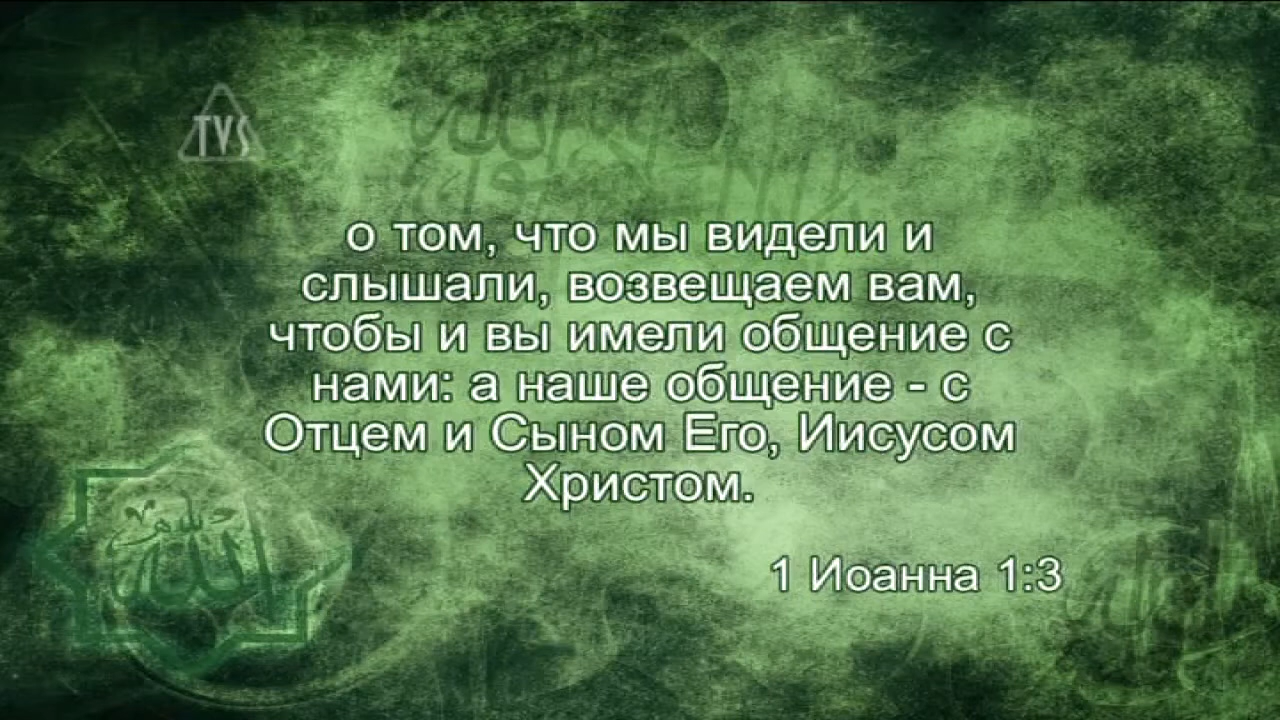 TVS
о том, что мы видели и
слышали, возвещаем вам,
чтобы и вы имели общение с
нами: а наше общение - с
Отцем и Сыном Его, Иисусом
Христом.
1 Иоанна 1:3
الله